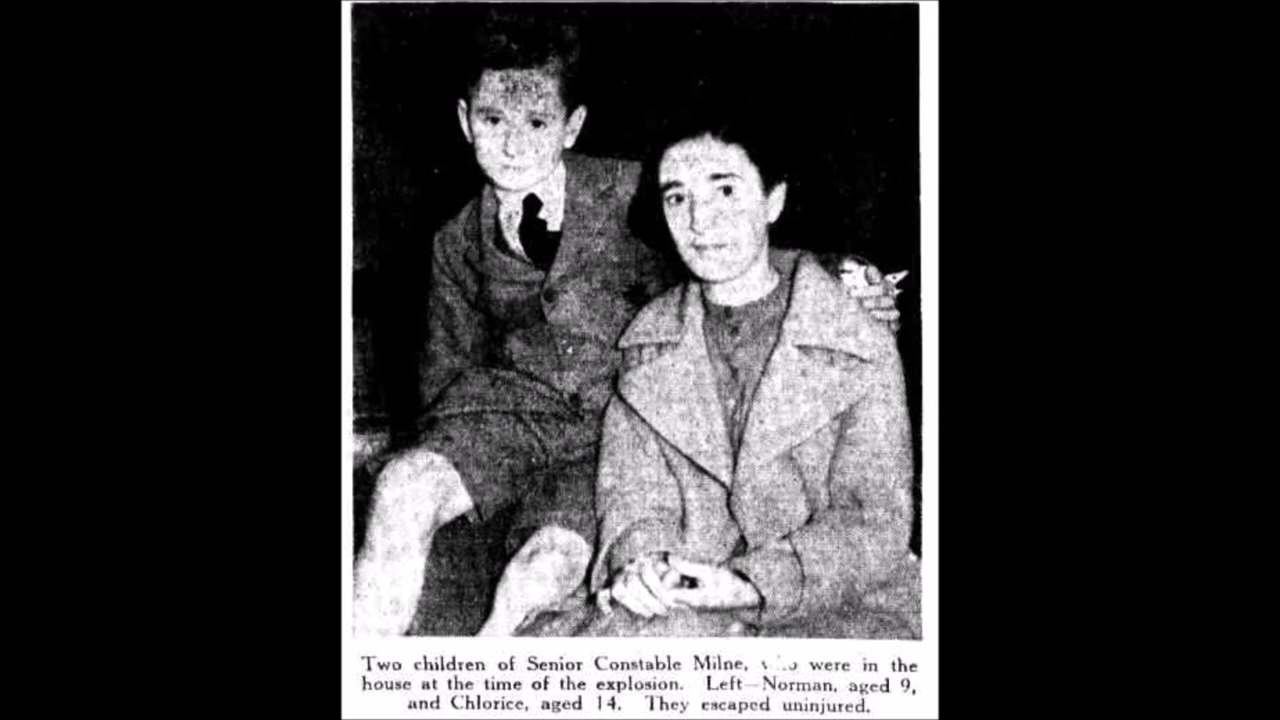 Two children of Senior Constable Milne, were in the
house at the time of the explosion. Left—Norman, aged 9,
and Chlorice, aged 14. They escaped uninjured.